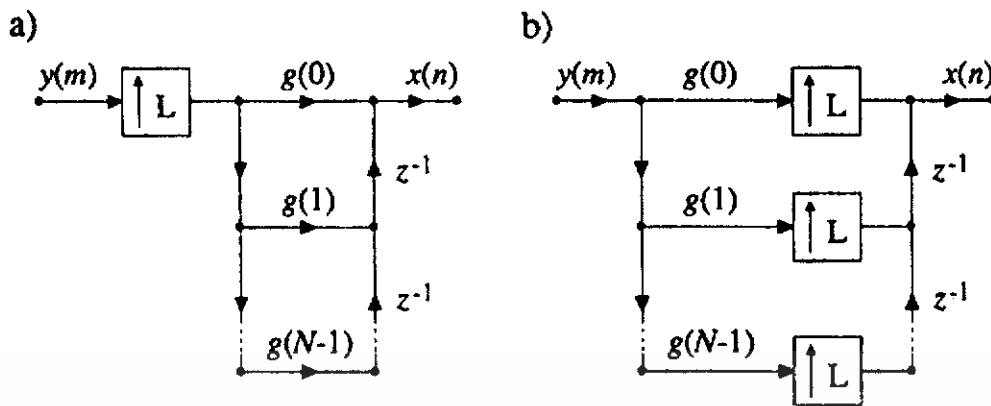 a)
y(m) ↑ L g(0) x(n)
z⁻¹
g(1)
z⁻¹
g(N-1)
b)
y(m) g(0) ↑ L x(n)
z⁻¹
g(1) ↑ L
z⁻¹
g(N-1) ↑ L